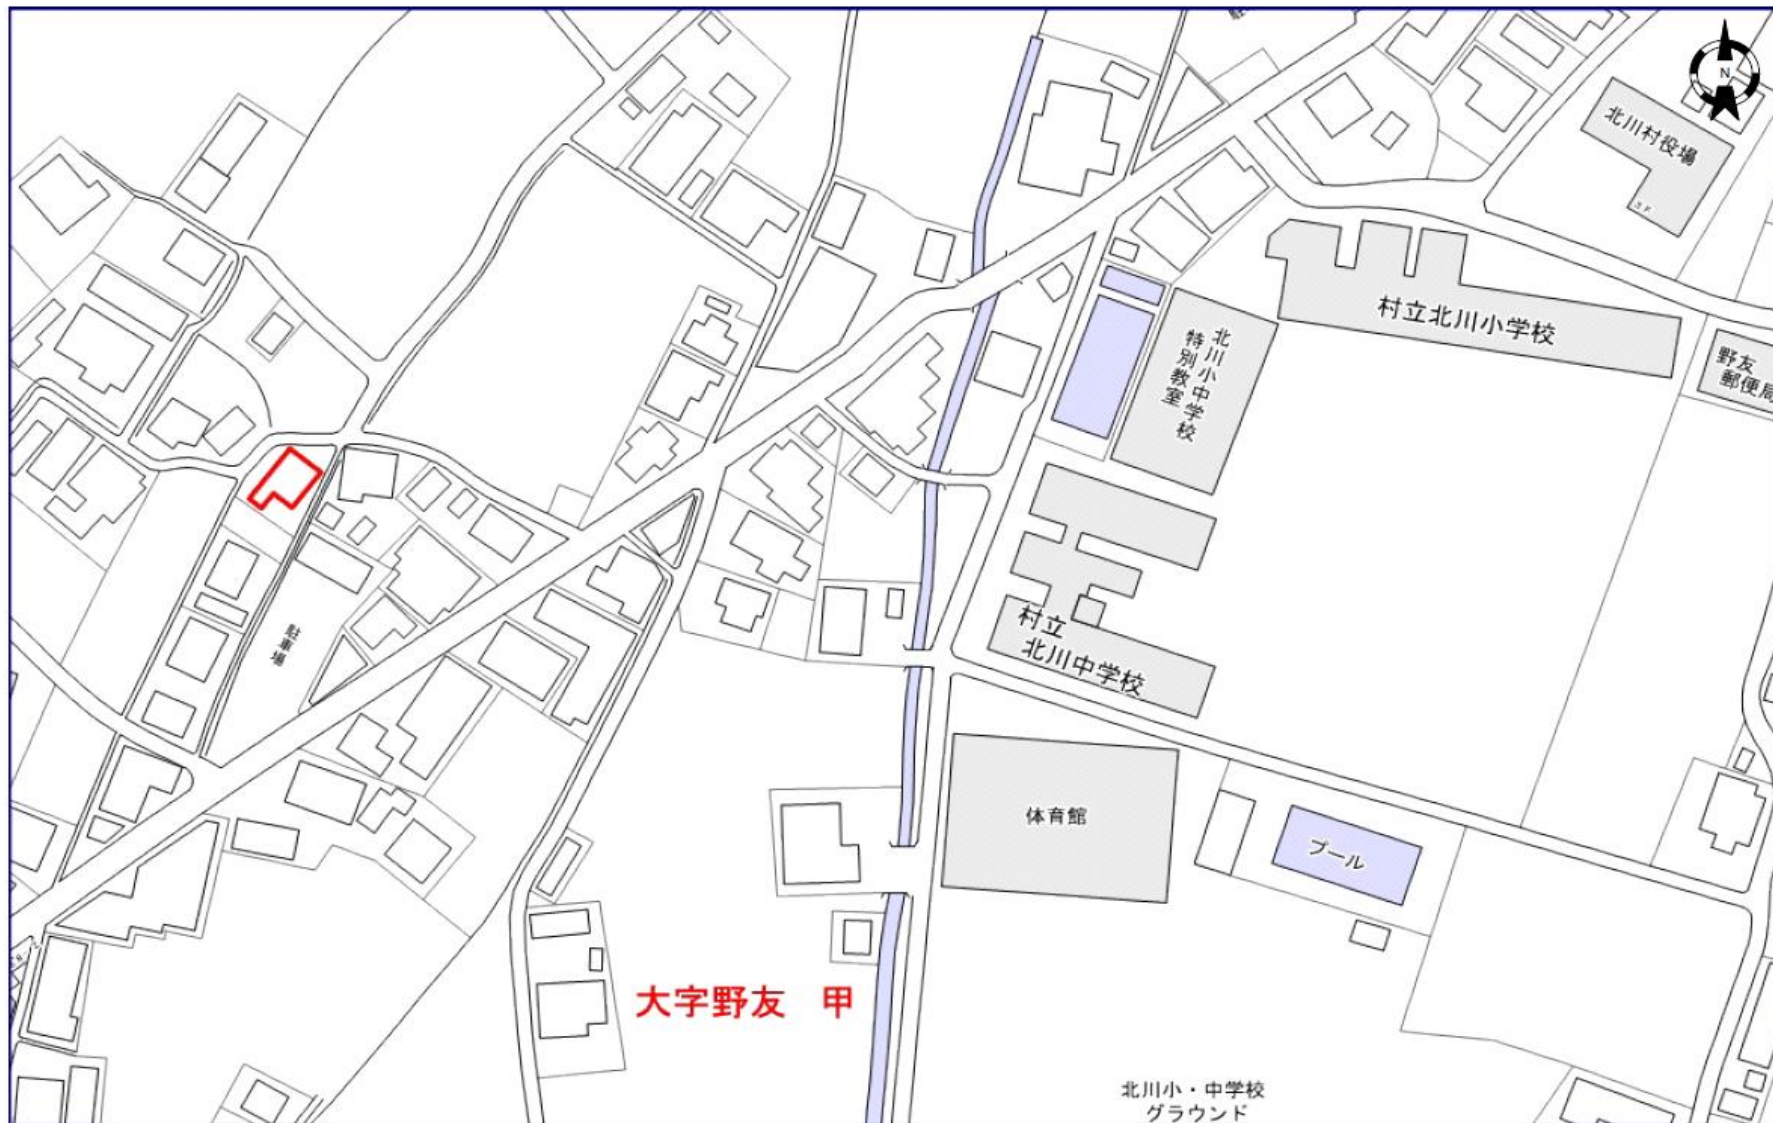 N
北川村役場
村立北川小学校
野友
郵便局
北川小中学校
特別教室
村立
北川中学校
駐車場
体育館
プール
大字野友 甲
北川小・中学校
グラウンド